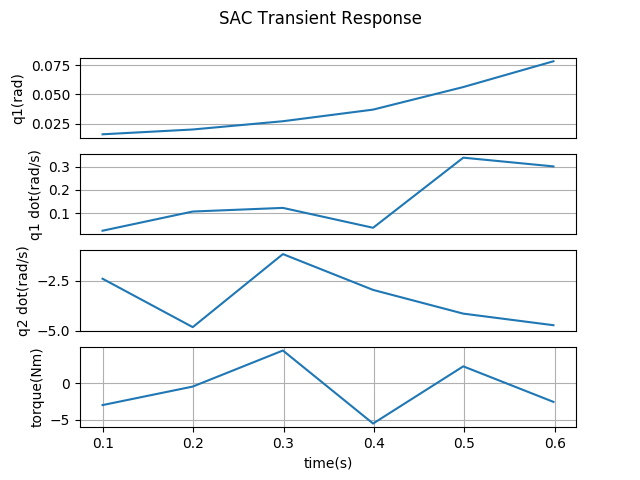 SAC Transient Response
0.075
0.050
0.025
q1(rad)
0.3
0.2
0.1
q1 dot(rad/s)
−2.5
−5.0
q2 dot(rad/s)
0
−5
torque(Nm)
0.1 0.2 0.3 0.4 0.5 0.6
time(s)